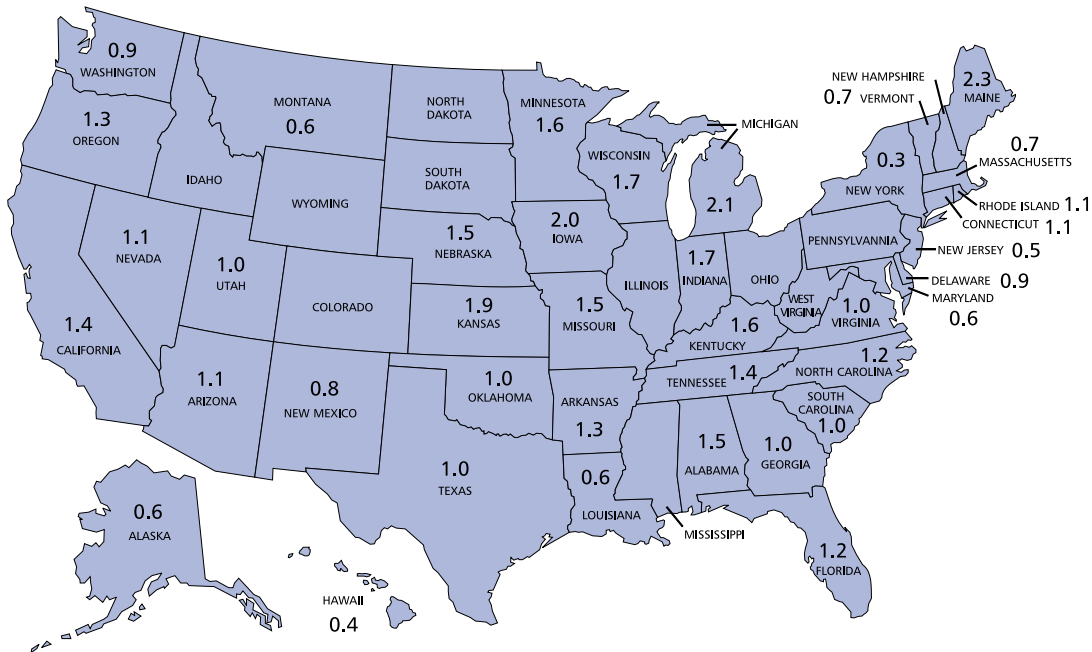 0.9
WASHINGTON
1.3
OREGON
IDAHO
MONTANA
0.6
WYOMING
NORTH
DAKOTA
SOUTH
DAKOTA
MINNESOTA
1.6
WISCONSIN
1.7
MICHIGAN
2.1
NEW HAMPSHIRE
0.7 VERMONT
2.3
MAINE
0.7
MASSACHUSETTS
0.3
NEW YORK
RHODE ISLAND 1.1
CONNECTICUT 1.1
PENNSYLVANNIA
NEW JERSEY 0.5
DELAWARE 0.9
MARYLAND
0.6
1.1
NEVADA
1.0
UTAH
COLORADO
1.5
NEBRASKA
2.0
IOWA
ILLINOIS
1.7
INDIANA
OHIO
WEST
VIRGINIA
1.0
VIRGINIA
1.4
CALIFORNIA
1.9
KANSAS
1.5
MISSOURI
1.6
KENTUCKY
1.2
NORTH CAROLINA
TENNESSEE 1.4
SOUTH
CAROLINA
1.0
1.1
ARIZONA
0.8
NEW MEXICO
1.0
OKLAHOMA
ARKANSAS
1.3
1.0
TEXAS
0.6
LOUISIANA
MISSISSIPPI
1.5
ALABAMA
1.0
GEORGIA
1.2
FLORIDA
0.6
ALASKA
HAWAII
0.4